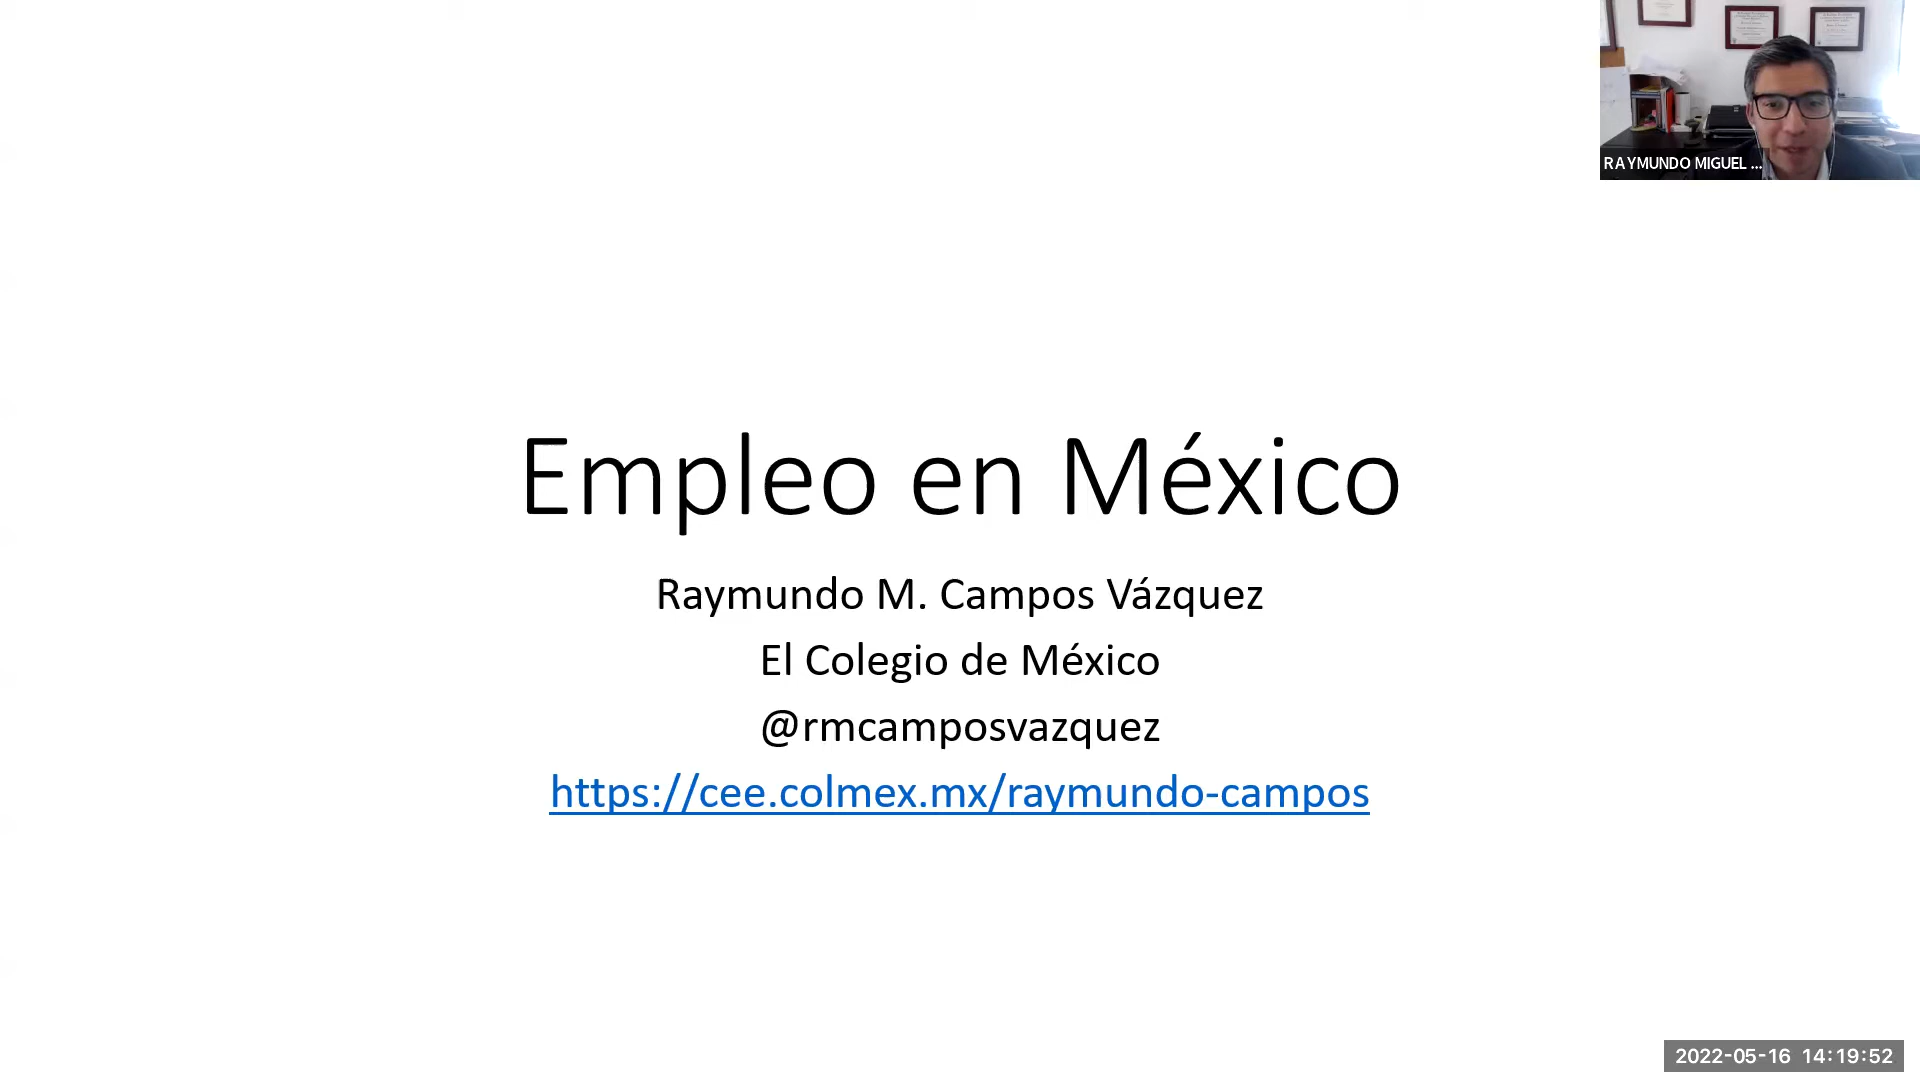 RAYMUNDO MIGUEL ...
Empleo en México
Raymundo M. Campos Vázquez
El Colegio de México
@rmcamposvazquez
https://cee.colmex.mx/raymundo-campos
2022-05-16 14:19:52